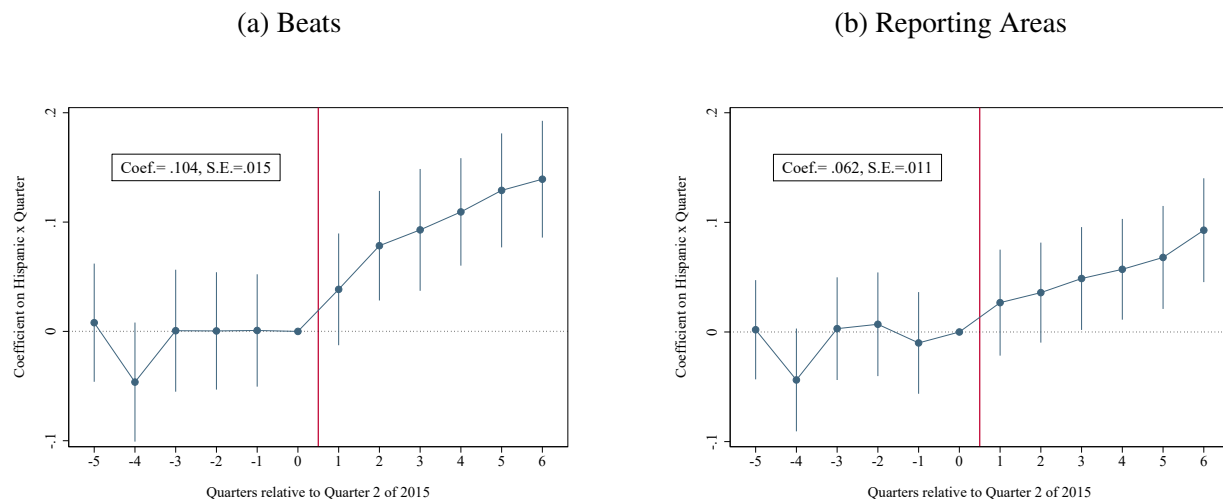 (a) Beats
Coefficient on Hispanic x Quarter
.2
.1
0
-.1
Coef.= .104, S.E.=.015
-5 -4 -3 -2 -1 0 1 2 3 4 5 6
Quarters relative to Quarter 2 of 2015
(b) Reporting Areas
Coefficient on Hispanic x Quarter
.2
.1
0
-.1
Coef.= .062, S.E.=.011
-5 -4 -3 -2 -1 0 1 2 3 4 5 6
Quarters relative to Quarter 2 of 2015